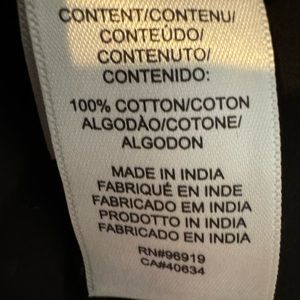 CONTENT/CONTENU/
CONTEÚDO/
CONTENUTO/
CONTENIDO:
100% COTTON/COTON
ALGODÀO/COTONE/
ALGODON
MADE IN INDIA
FABRIQUÉ EN INDE
FABRICADO EM INDIA
PRODOTTO IN INDIA
FABRICADO EN INDIA
RN#96919
CA#40634